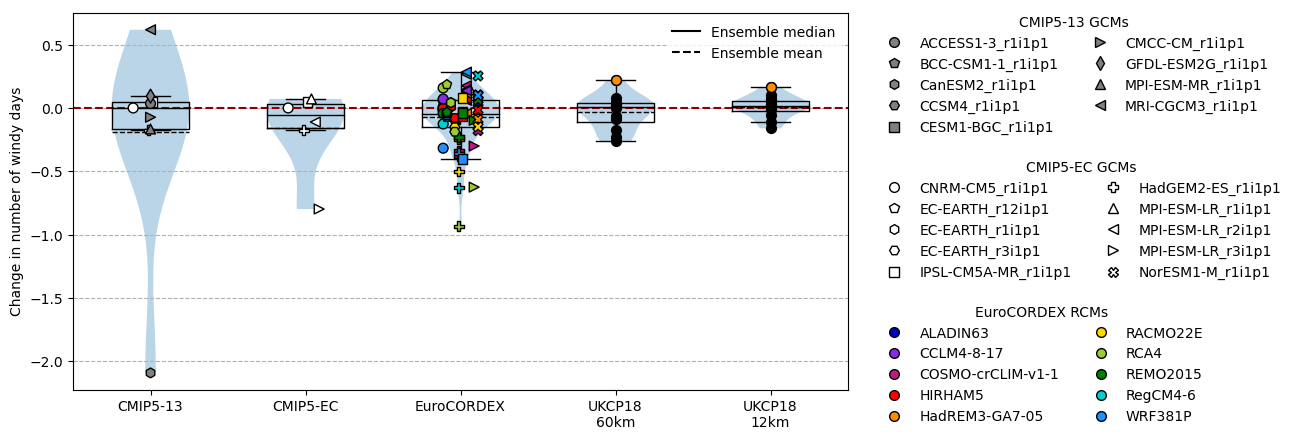 Change in number of windy days
0.5
0.0
−0.5
−1.0
−1.5
−2.0
Ensemble median
Ensemble mean
CMIP5-13
CMIP5-EC
EuroCORDEX
UKCP18
60km
UKCP18
12km
CMIP5-13 GCMs
ACCESS1-3_r1i1p1
BCC-CSM1-1_r1i1p1
CanESM2_r1i1p1
CCSM4_r1i1p1
CESM1-BGC_r1i1p1
CMCC-CM_r1i1p1
GFDL-ESM2G_r1i1p1
MPI-ESM-MR_r1i1p1
MRI-CGCM3_r1i1p1
CMIP5-EC GCMs
CNRM-CM5_r1i1p1
EC-EARTH_r12i1p1
EC-EARTH_r1i1p1
EC-EARTH_r3i1p1
IPSL-CM5A-MR_r1i1p1
HadGEM2-ES_r1i1p1
MPI-ESM-LR_r1i1p1
MPI-ESM-LR_r2i1p1
MPI-ESM-LR_r3i1p1
NorESM1-M_r1i1p1
EuroCORDEX RCMs
ALADIN63
CCLM4-8-17
COSMO-crCLIM-v1-1
HIRHAM5
HadREM3-GA7-05
RACMO22E
RCA4
REMO2015
RegCM4-6
WRF381P